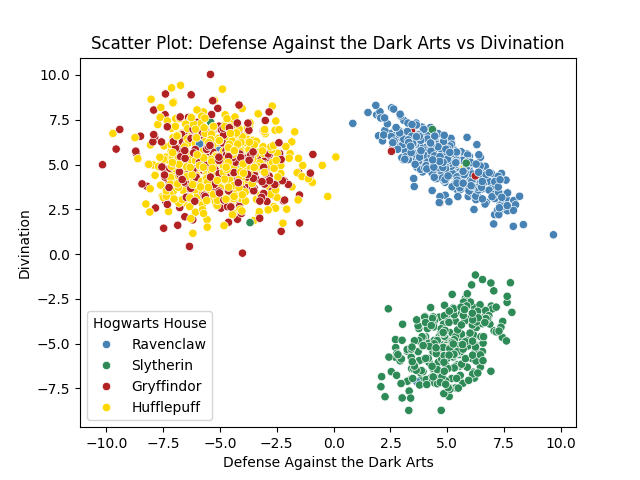 Scatter Plot: Defense Against the Dark Arts vs Divination
10.0
7.5
5.0
2.5
0.0
−2.5
−5.0
−7.5
Divination
Hogwarts House
Ravenclaw
Slytherin
Gryffindor
Hufflepuff
−10.0 −7.5 −5.0 −2.5 0.0 2.5 5.0 7.5 10.0
Defense Against the Dark Arts